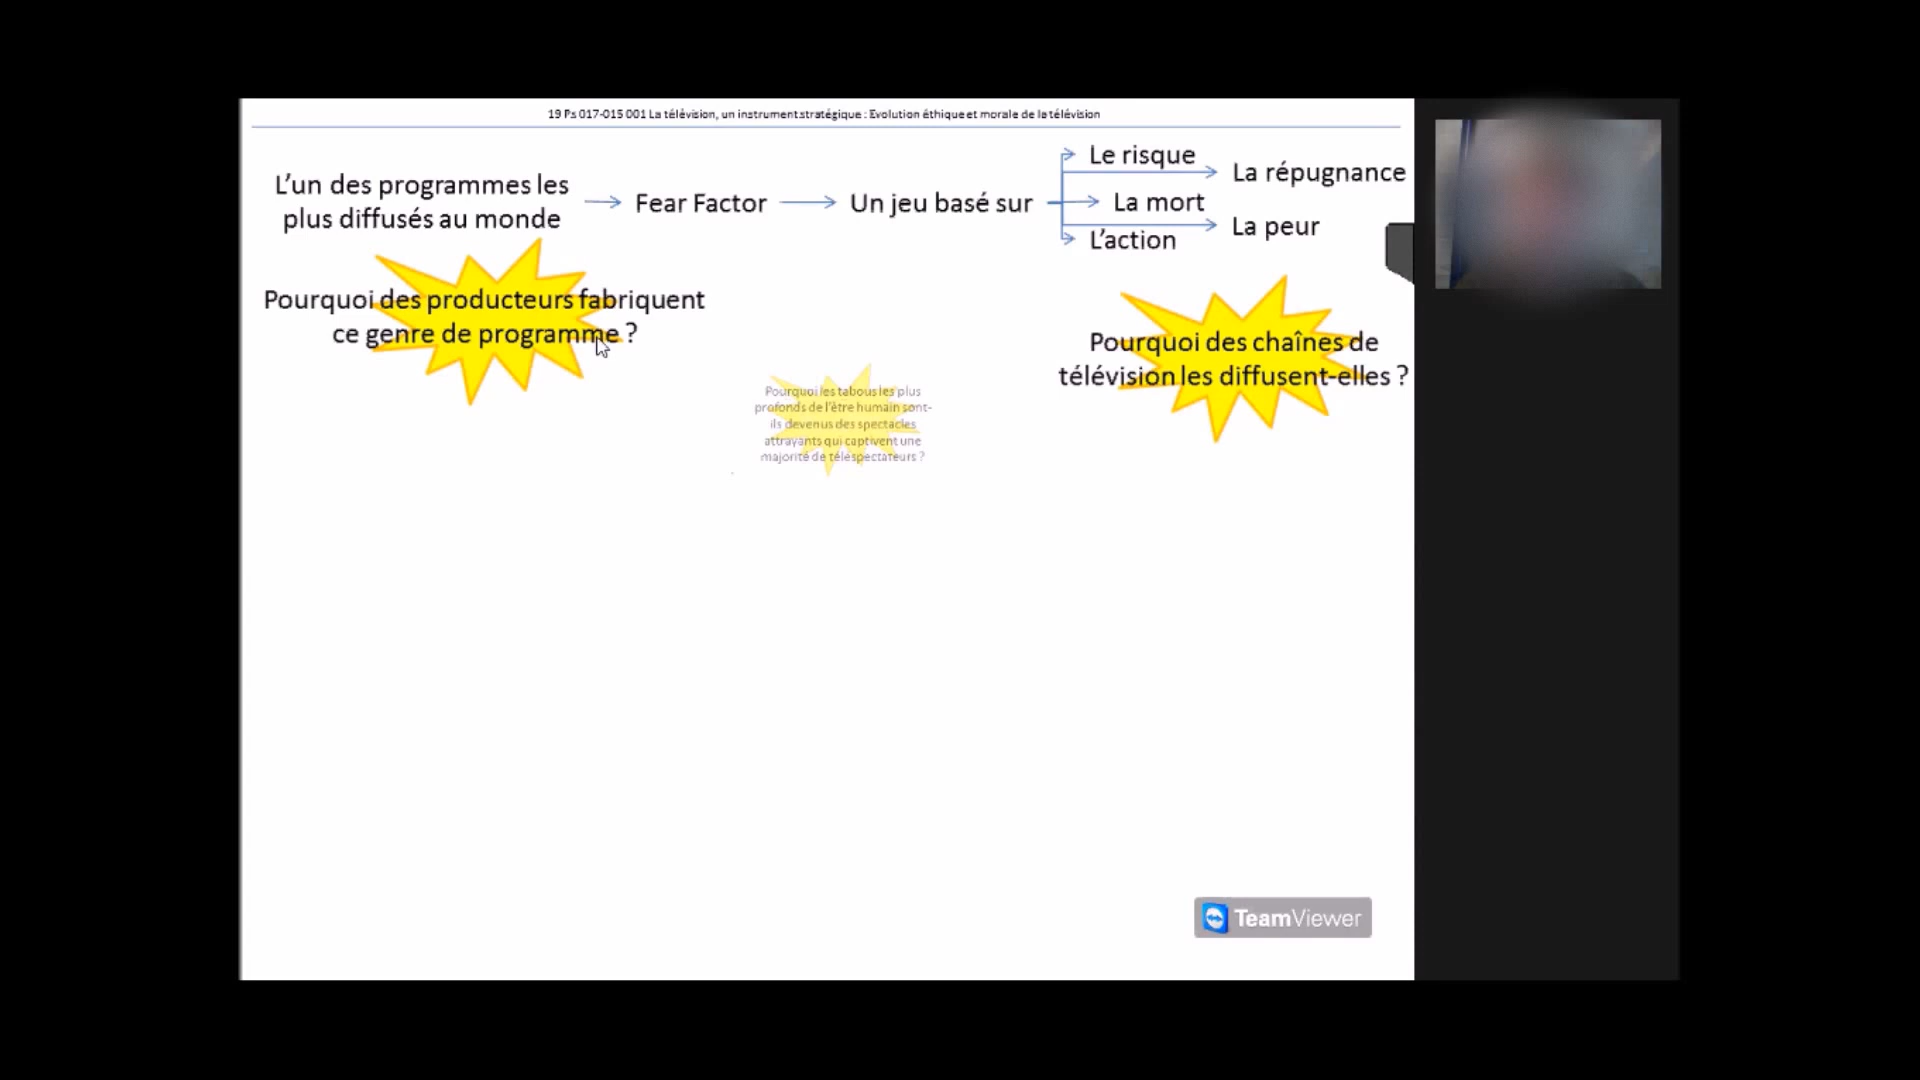 19 Ps 017-015 001 La télévision, un instrument stratégique : Evolution éthique et morale de la télévision
L'un des programmes les
plus diffusés au monde
Fear Factor
Un jeu basé sur
Le risque
La répugnance
La mort
La peur
L'action
Pourquoi des producteurs fabriquent
ce genre de programme ?
Pourquoi des chaînes de
télévision les diffusent-elles ?
Pourquoi les tabous les plus
profonds de l'être humain sont-
ils devenus des spectacles
attrayants qui captivent une
majorité de téléspectateurs ?
TeamViewer